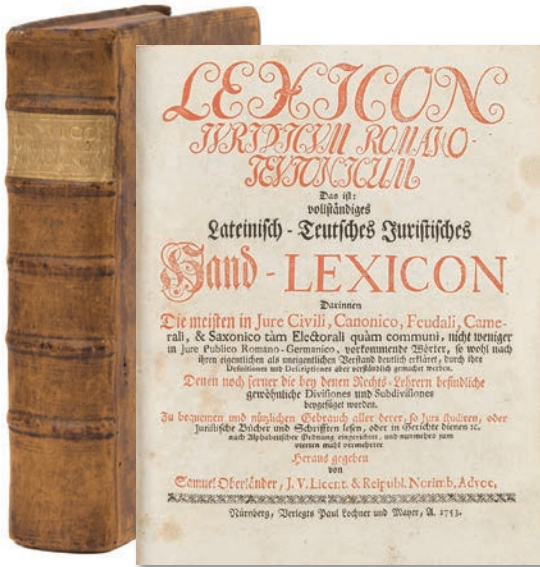 LEXICON
LEXICON
JURIDICUM ROMANO-
TEUTONICUM
Das ist:
vollständiges
Lateinisch - Teutsches Juristisches
Hand - LEXICON
Darinnen
Die meisten in Jure Civili, Canonico, Feudali, Came-
rali, & Saxonico tàm Electorali quàm communi, nicht weniger
in Jure Publico Romano-Germanico, vorkommende Wörter, so wohl nach
ihren eigentlichen als uneigentlichen Verstand deutlich erkläret, durch ihre
Definitiones und Descriptiones aber verständlich gemacht werden.
Denen noch ferner die bey denen Rechts-Lehrern befindliche
gewöhnliche Divisiones und Subdivisiones
beygefüget worden.
Zu bequemen und nützlichen Gebrauch aller derer, so Jura studiren, oder
Juristische Bücher und Schrifften lesen, oder in Gerichte dienen ꝛc.
nach Alphabetischer Ordnung eingerichtet, und nunmehro zum
vierten mahl vermehrter
Heraus gegeben
von
Samuel Oberländer, J. V. Licent. & Reipubl. Norimb. Advoc.
Nürnberg, Verlegts Paul Lochner und Mayer, A. 1753.